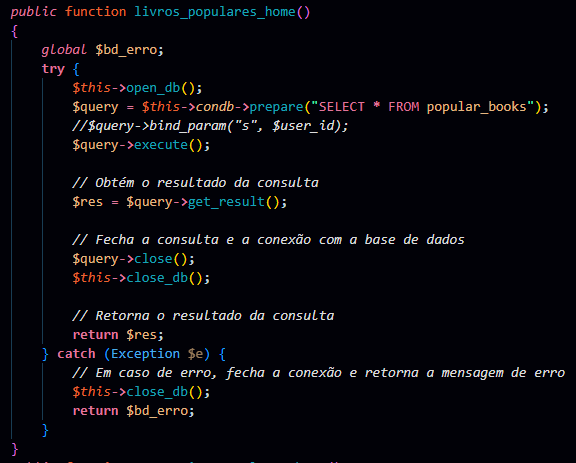 public function livros_populares_home()
{
global $bd_erro;
try {
$this->open_db();
$query = $this->condb->prepare("SELECT * FROM popular_books");
//$query->bind_param("s", $user_id);
$query->execute();
// Obtém o resultado da consulta
$res = $query->get_result();
// Fecha a consulta e a conexão com a base de dados
$query->close();
$this->close_db();
// Retorna o resultado da consulta
return $res;
} catch (Exception $e) {
// Em caso de erro, fecha a conexão e retorna a mensagem de erro
$this->close_db();
return $bd_erro;
}
}